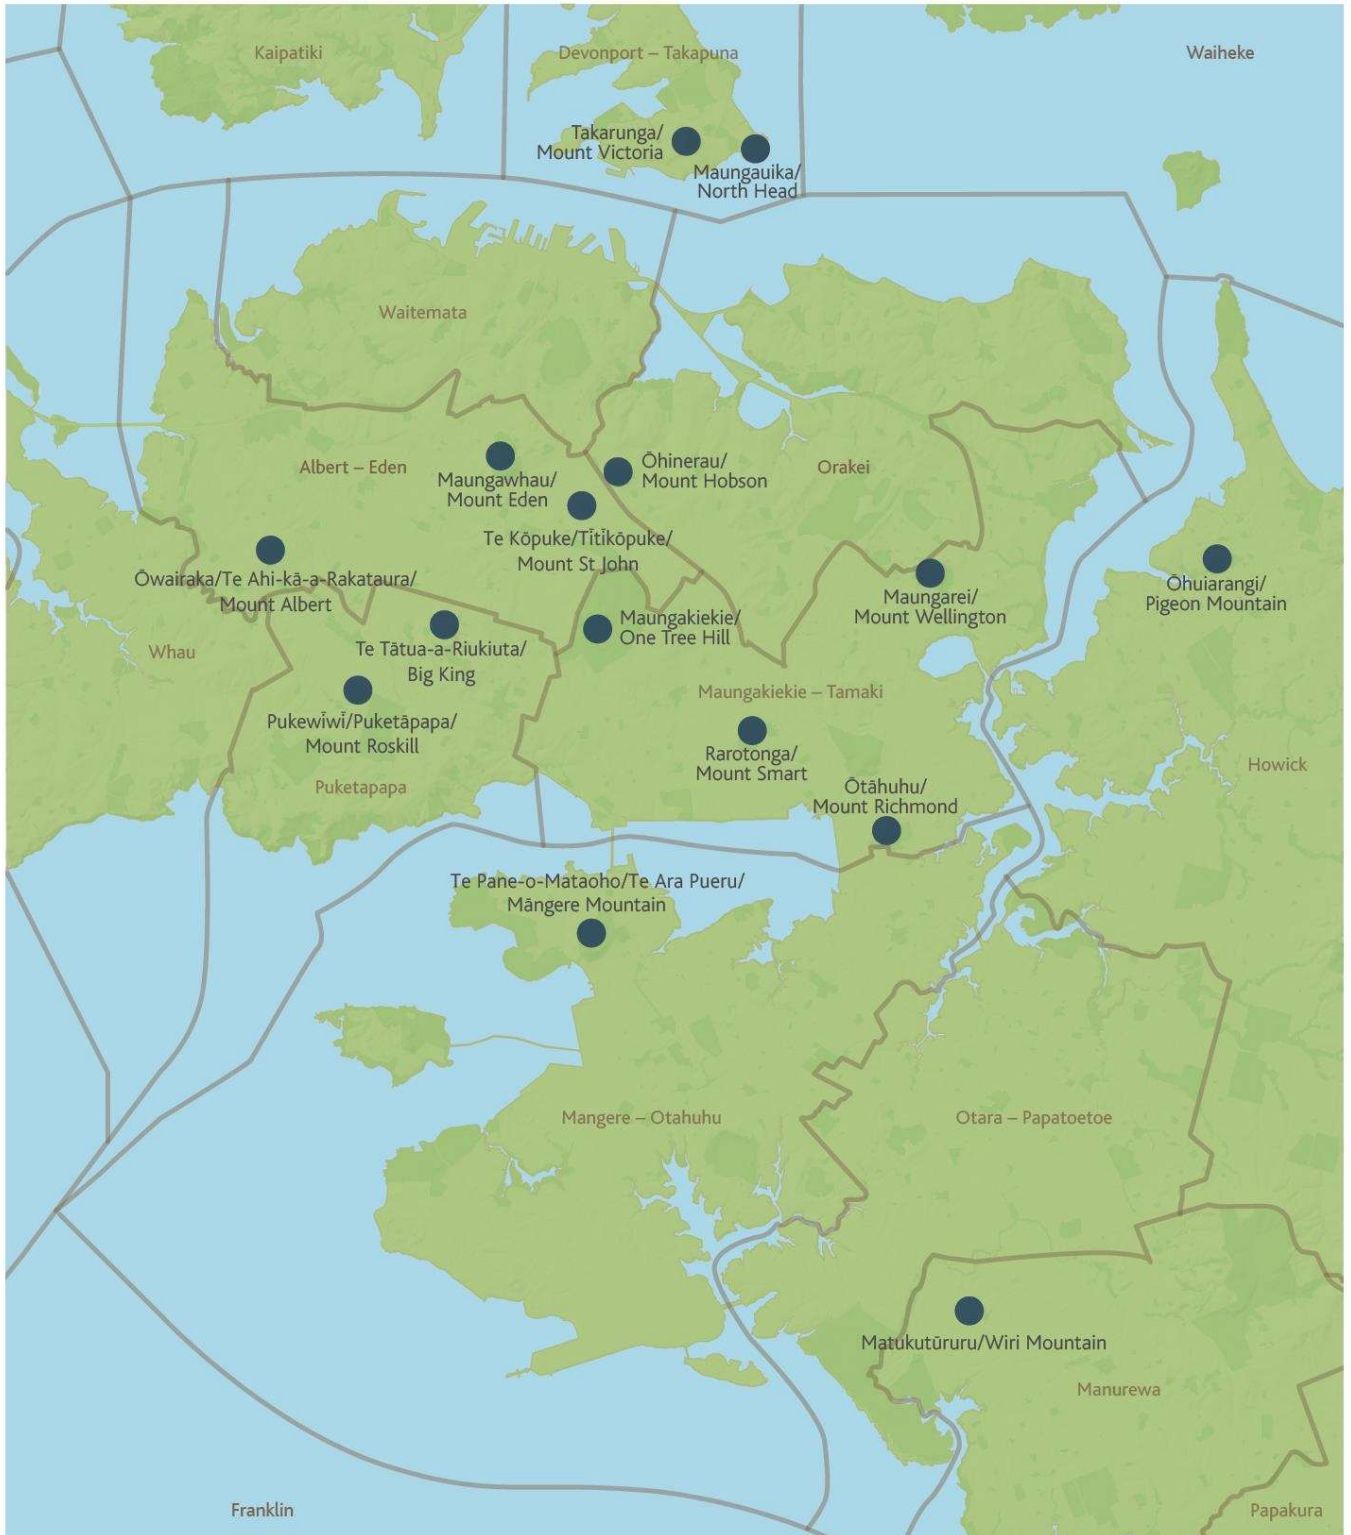 Kaipatiki
Devonport – Takapuna
Waiheke
Takarunga/
Mount Victoria
Maungauika/
North Head
Waitemata
Albert – Eden
Maungawhau/
Mount Eden
Ōhinerau/
Mount Hobson
Orakei
Te Kōpuke/Tītīkōpuke/
Mount St John
Ōwairaka/Te Ahi-kā-a-Rakataura/
Mount Albert
Maungarei/
Mount Wellington
Ōhuiarangi/
Pigeon Mountain
Maungakiekie/
One Tree Hill
Whau
Te Tātua-a-Riukiuta/
Big King
Maungakiekie – Tamaki
Pukewīwī/Puketāpapa/
Mount Roskill
Puketapapa
Rarotonga/
Mount Smart
Howick
Ōtāhuhu/
Mount Richmond
Te Pane-o-Mataoho/Te Ara Pueru/
Māngere Mountain
Mangere – Otahuhu
Otara – Papatoetoe
Matukutūruru/Wiri Mountain
Manurewa
Franklin
Papakura